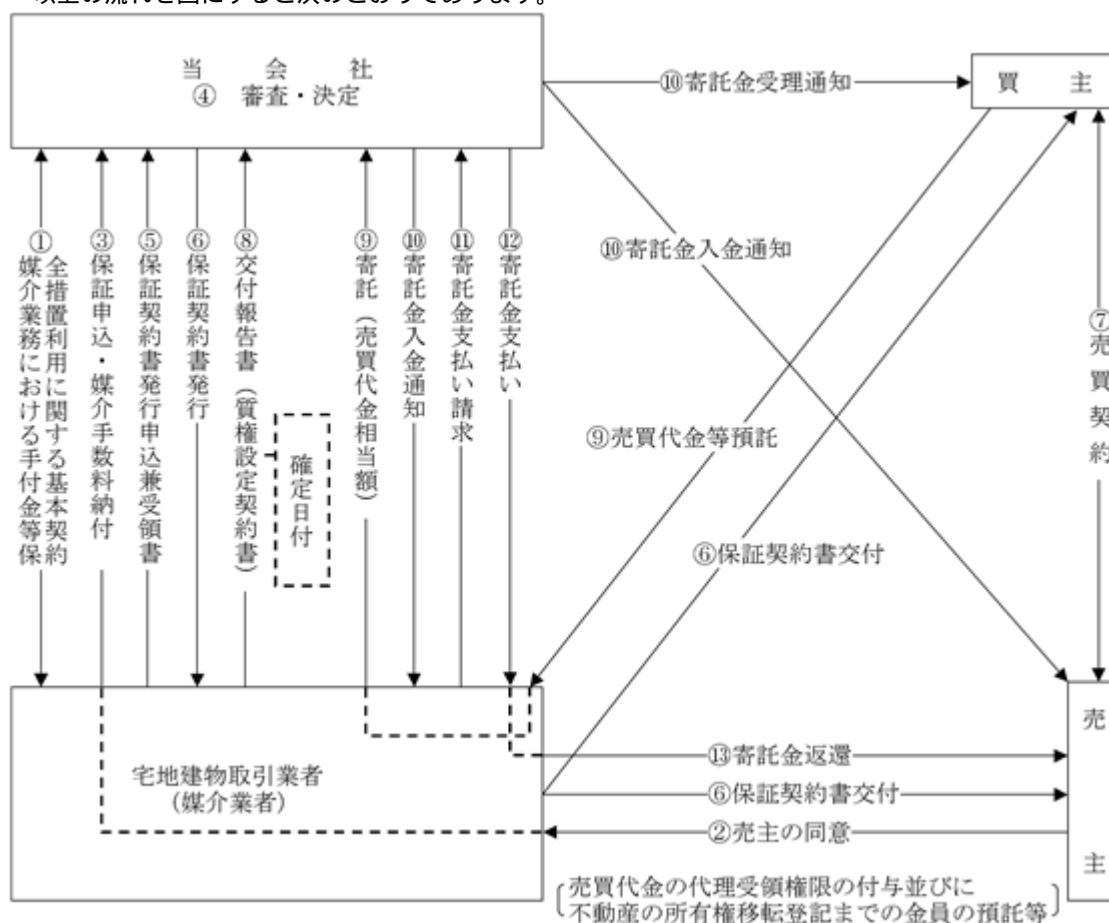 以上の流れを図にすると次のとおりであります。
当会社
④ 審査・決定
⑩寄託金受理通知
買主
①媒介業務における手付金等保
全措置利用に関する基本契約
③保証申込・媒介手数料納付
⑤保証契約書発行申込兼受領書
⑥保証契約書発行
⑧交付報告書（質権設定契約書）
確定日付
⑨寄託（売買代金相当額）
⑩寄託金入金通知
⑪寄託金支払い請求
⑫寄託金支払い
⑩寄託金入金通知
⑦売買契約
⑨売買代金等預託
⑥保証契約書交付
宅地建物取引業者
(媒介業者)
⑬寄託金返還
⑥保証契約書交付
②売主の同意
売主
売買代金の代理受領権限の付与並びに
不動産の所有権移転登記までの金員の預託等